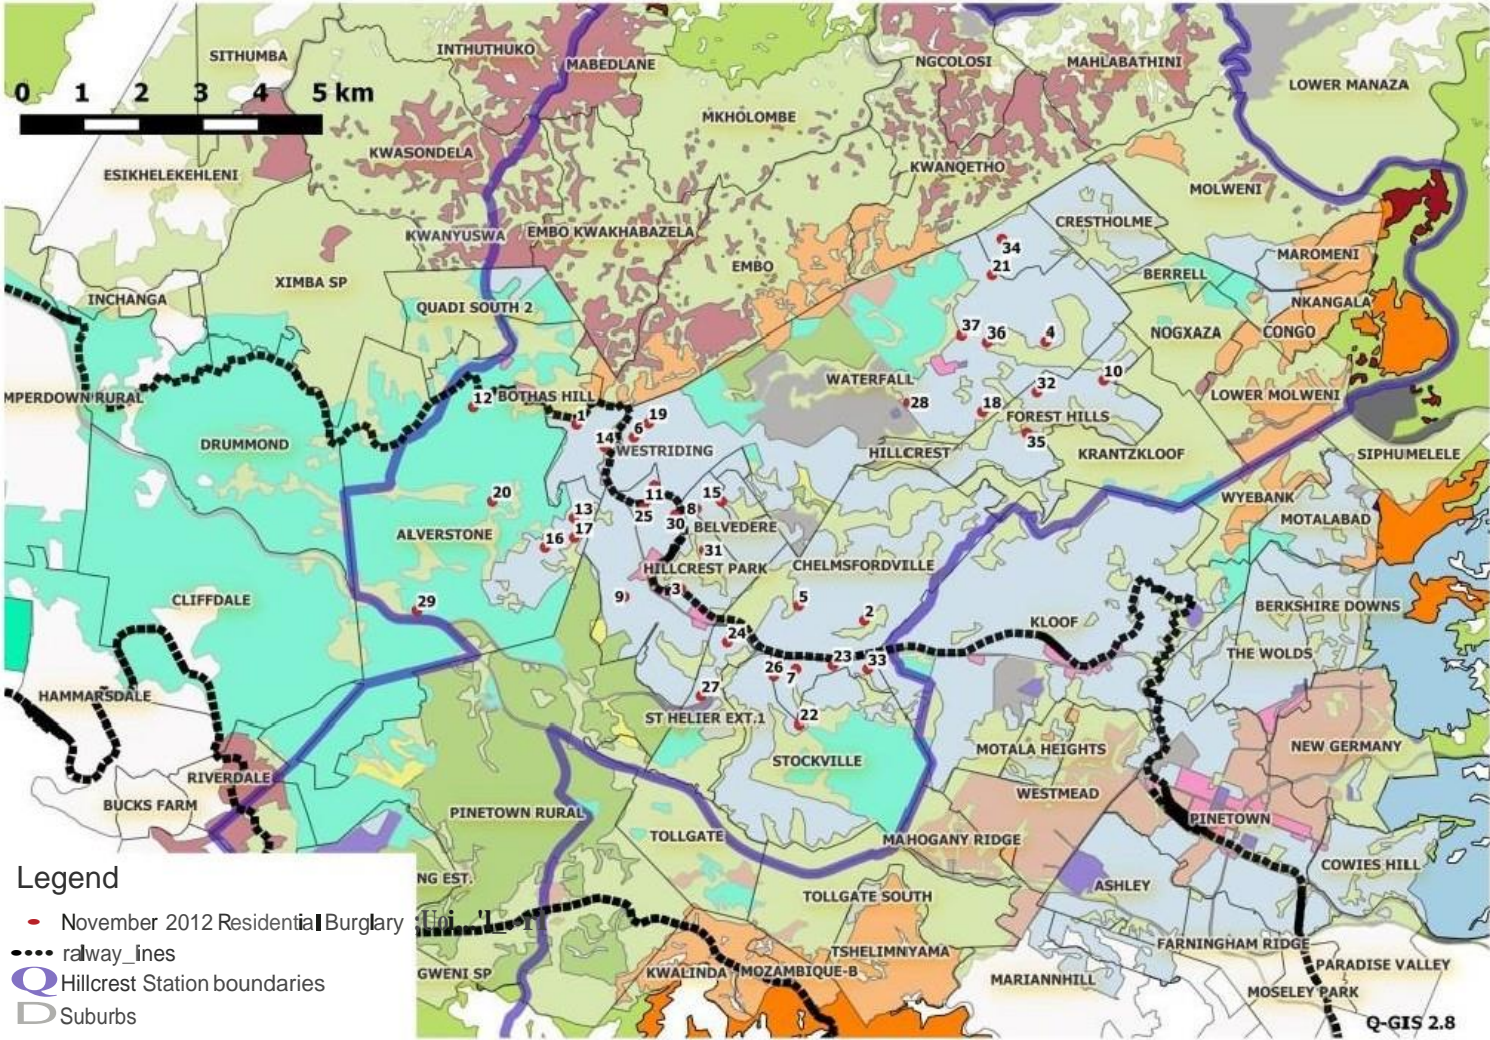 SITHUMBA
INTHUTHUKO
MABEDLANE
NGCOLOSI
MAHLABATHINI
LOWER MANAZA
0 1 2 3 4 5 km
MKHOLOMBE
KWASONDELA
ESIKHELEKEHLENI
KWANQETHO
MOLWENI
KWANYUSWA
EMBO KWAKHABAZELA
CRESTHOLME
34
MAROMENI
XIMBA SP
EMBO
21
BERRELL
INCHANGA
QUADI SOUTH 2
NKANGALA
37
36
4
NOGXAZA
CONGO
WATERFALL
10
32
MPERDOWN RURAL
12
BOTHAS HILL
28
18
LOWER MOLWENI
1
19
FOREST HILLS
6
14
35
DRUMMOND
WESTRIDING
HILLCREST
KRANTZKLOOF
SIPHUMELELE
20
11
15
WYEBANK
13
25
8
MOTALABAD
17
30
BELVEDERE
ALVERSTONE
16
31
HILLCREST PARK
CHELMSFORDVILLE
3
CLIFFDALE
29
9
5
2
BERKSHIRE DOWNS
KLOOF
24
THE WOLDS
23
33
26
7
HAMMARSDALE
27
22
ST HELIER EXT.1
MOTALA HEIGHTS
NEW GERMANY
STOCKVILLE
RIVERDALE
WESTMEAD
BUCKS FARM
PINETOWN RURAL
PINETOWN
TOLLGATE
MAHOGANY RIDGE
COWIES HILL
Legend
NG EST.
ASHLEY
TOLLGATE SOUTH
November 2012 Residential Burglary
TSHELIMNYAMA
FARNINGHAM RIDGE
ralway_lines
GWENI SP
KWALINDA
MOZAMBIQUE-B
MARIANNHILL
PARADISE VALLEY
Hillcrest Station boundaries
MOSELEY PARK
Suburbs
Q-GIS 2.8